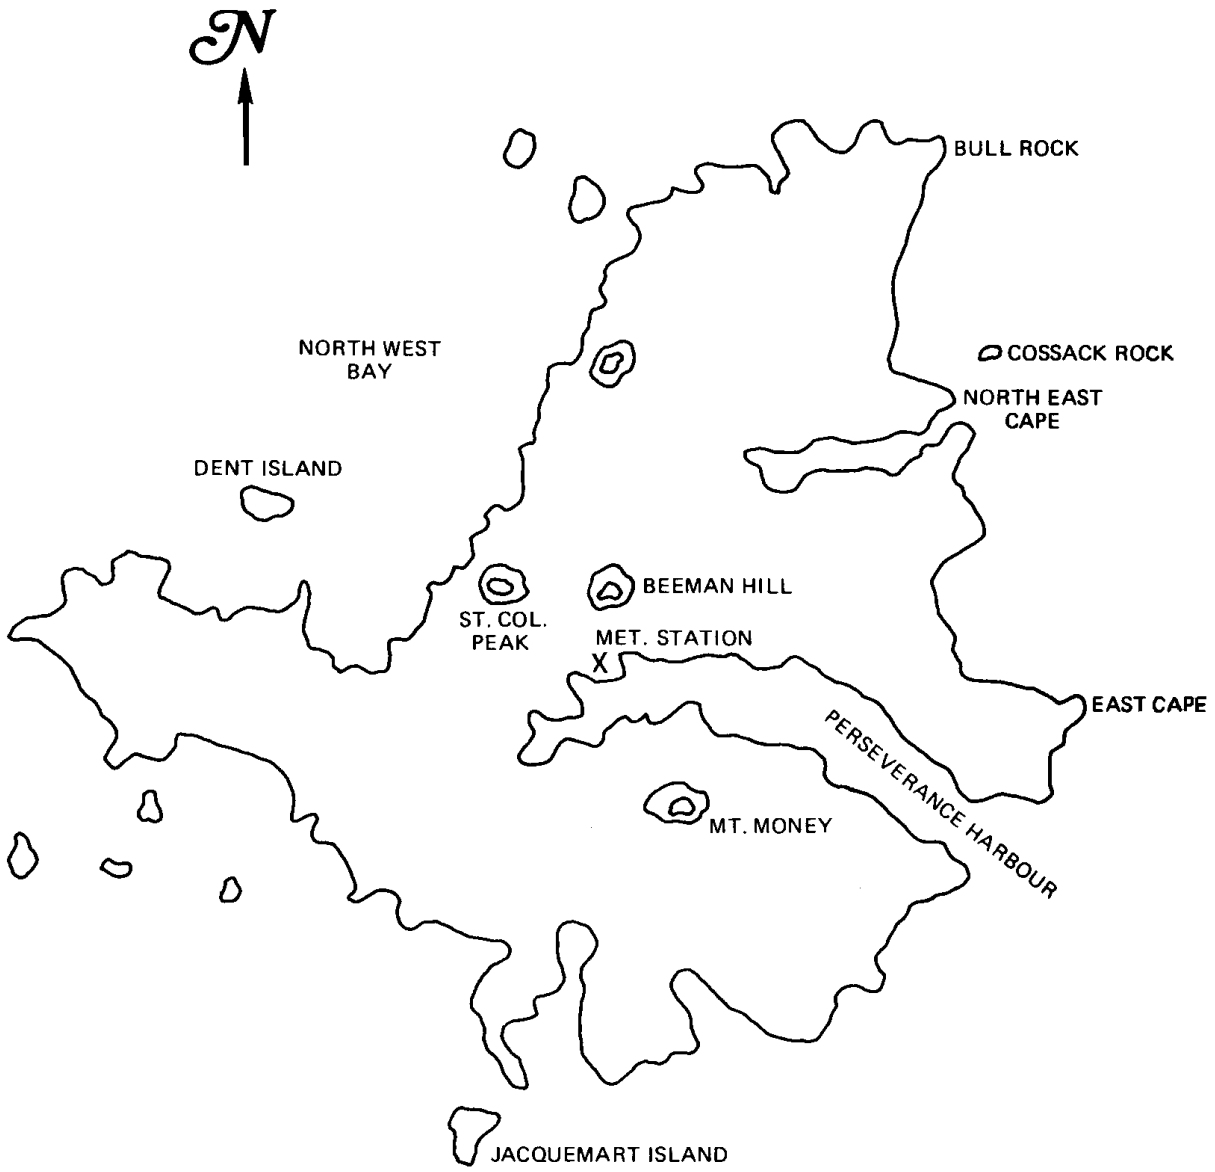 N
BULL ROCK
NORTH WEST
BAY
COSSACK ROCK
NORTH EAST
CAPE
DENT ISLAND
BEEMAN HILL
ST. COL.
PEAK
MET. STATION
X
EAST CAPE
PERSEVERANCE HARBOUR
MT. MONEY
JACQUEMART ISLAND